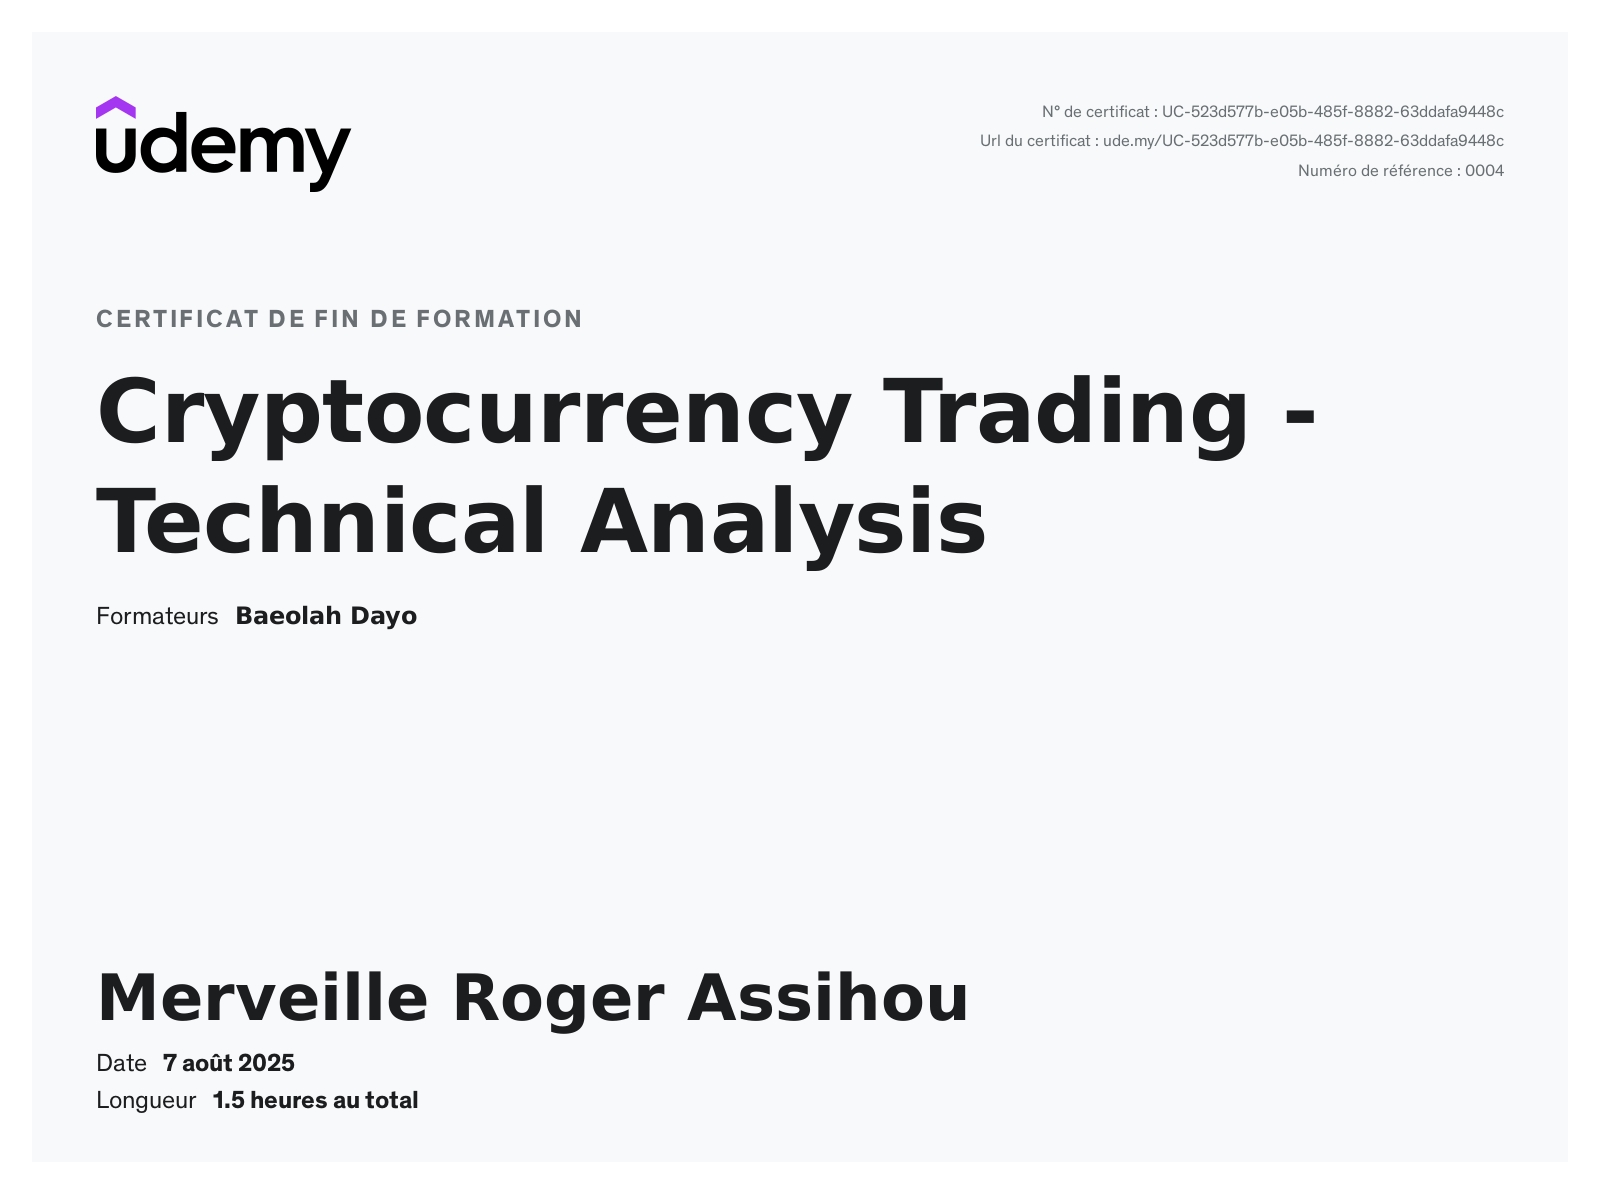 udemy
N° de certificat : UC-523d577b-e05b-485f-8882-63ddafa9448c
Url du certificat : ude.my/UC-523d577b-e05b-485f-8882-63ddafa9448c
Numéro de référence : 0004
CERTIFICAT DE FIN DE FORMATION
Cryptocurrency Trading -
Technical Analysis
Formateurs Baeolah Dayo
Merveille Roger Assihou
Date 7 août 2025
Longueur 1.5 heures au total